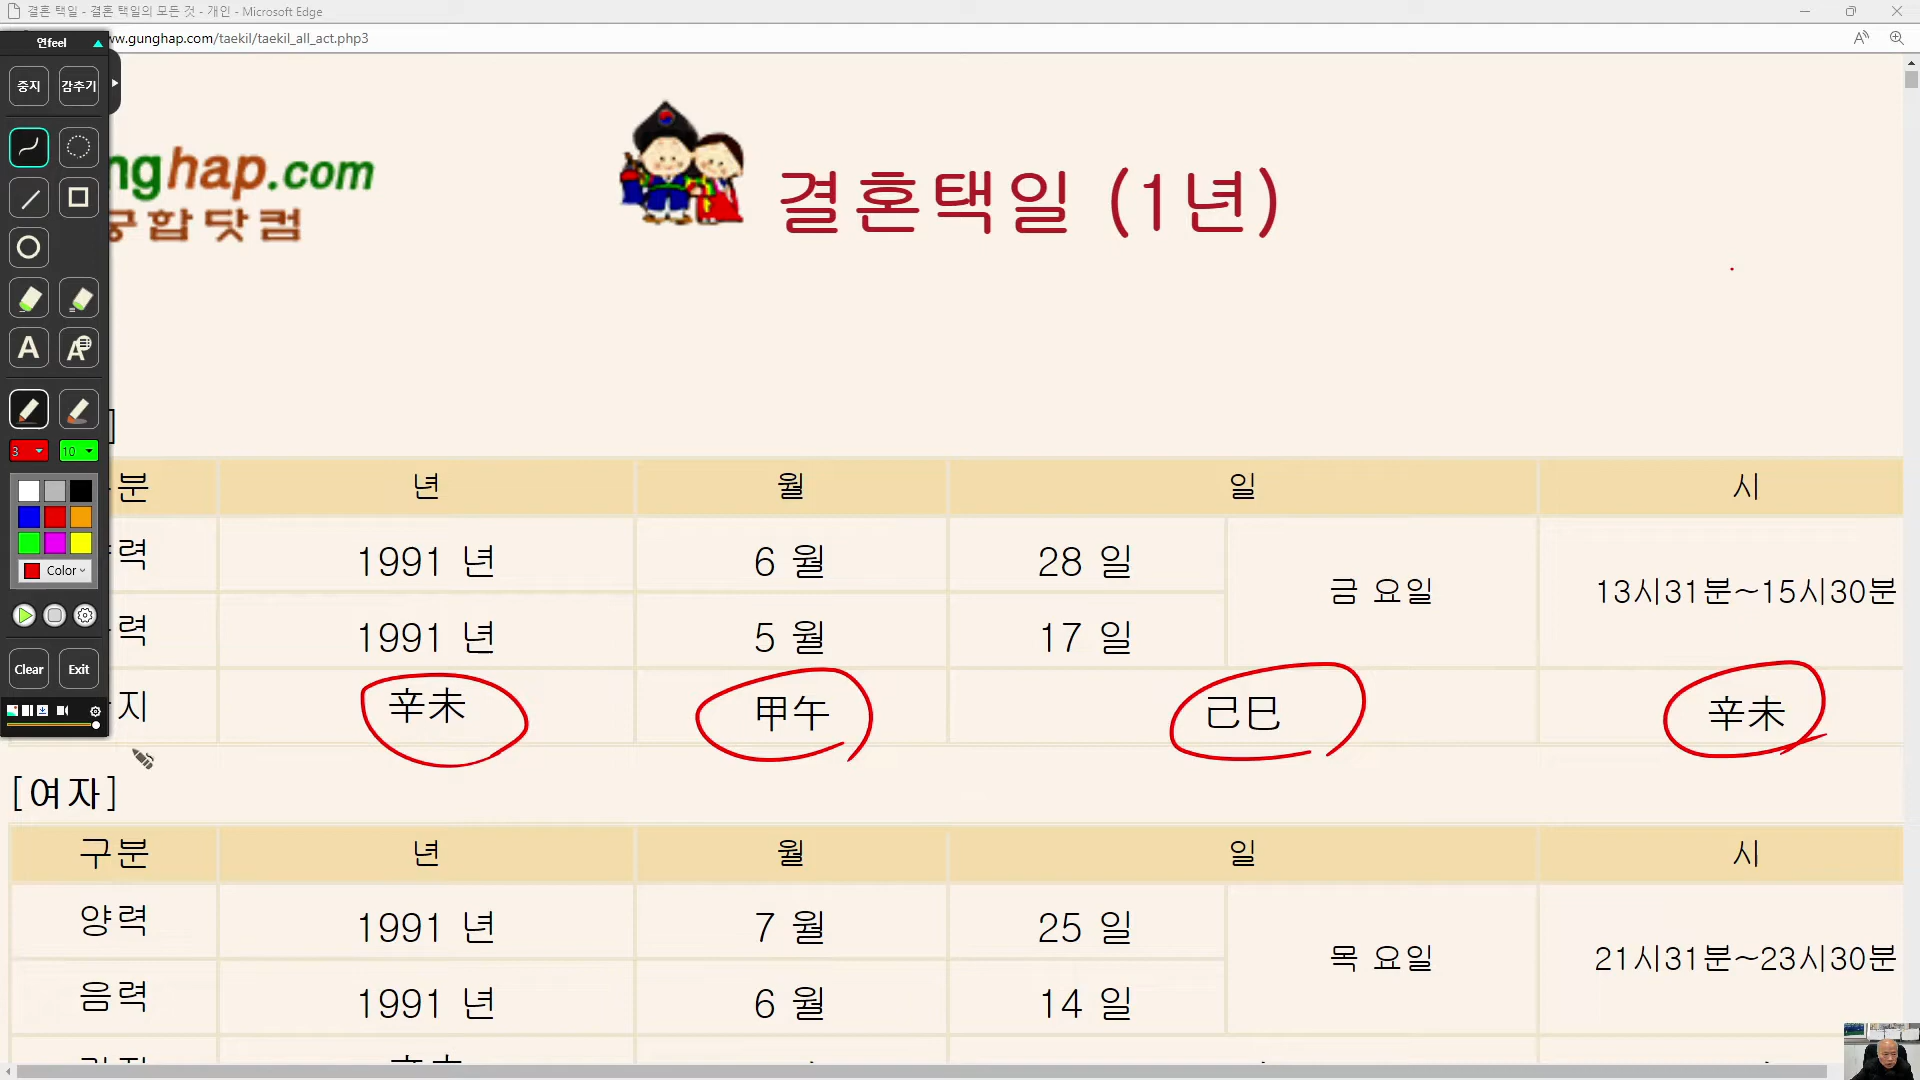 결혼 택일 - 결혼 택일의 모든 것 - 개인 - Microsoft Edge
w.gunghap.com/taekil/taekil_all_act.php3
연feel
중지 감추기
nghap.com
궁합닷컴
결혼택일 (1년)
A A
]
3 10
Color
Clear Exit
분 년 월 일 시
력 1991 년 6 월 28 일 금 요일 13시31분~15시30분
력 1991 년 5 월 17 일
지 辛未 甲午 己巳 辛未
[여자]
구분 년 월 일 시
양력 1991 년 7 월 25 일 목 요일 21시31분~23시30분
음력 1991 년 6 월 14 일